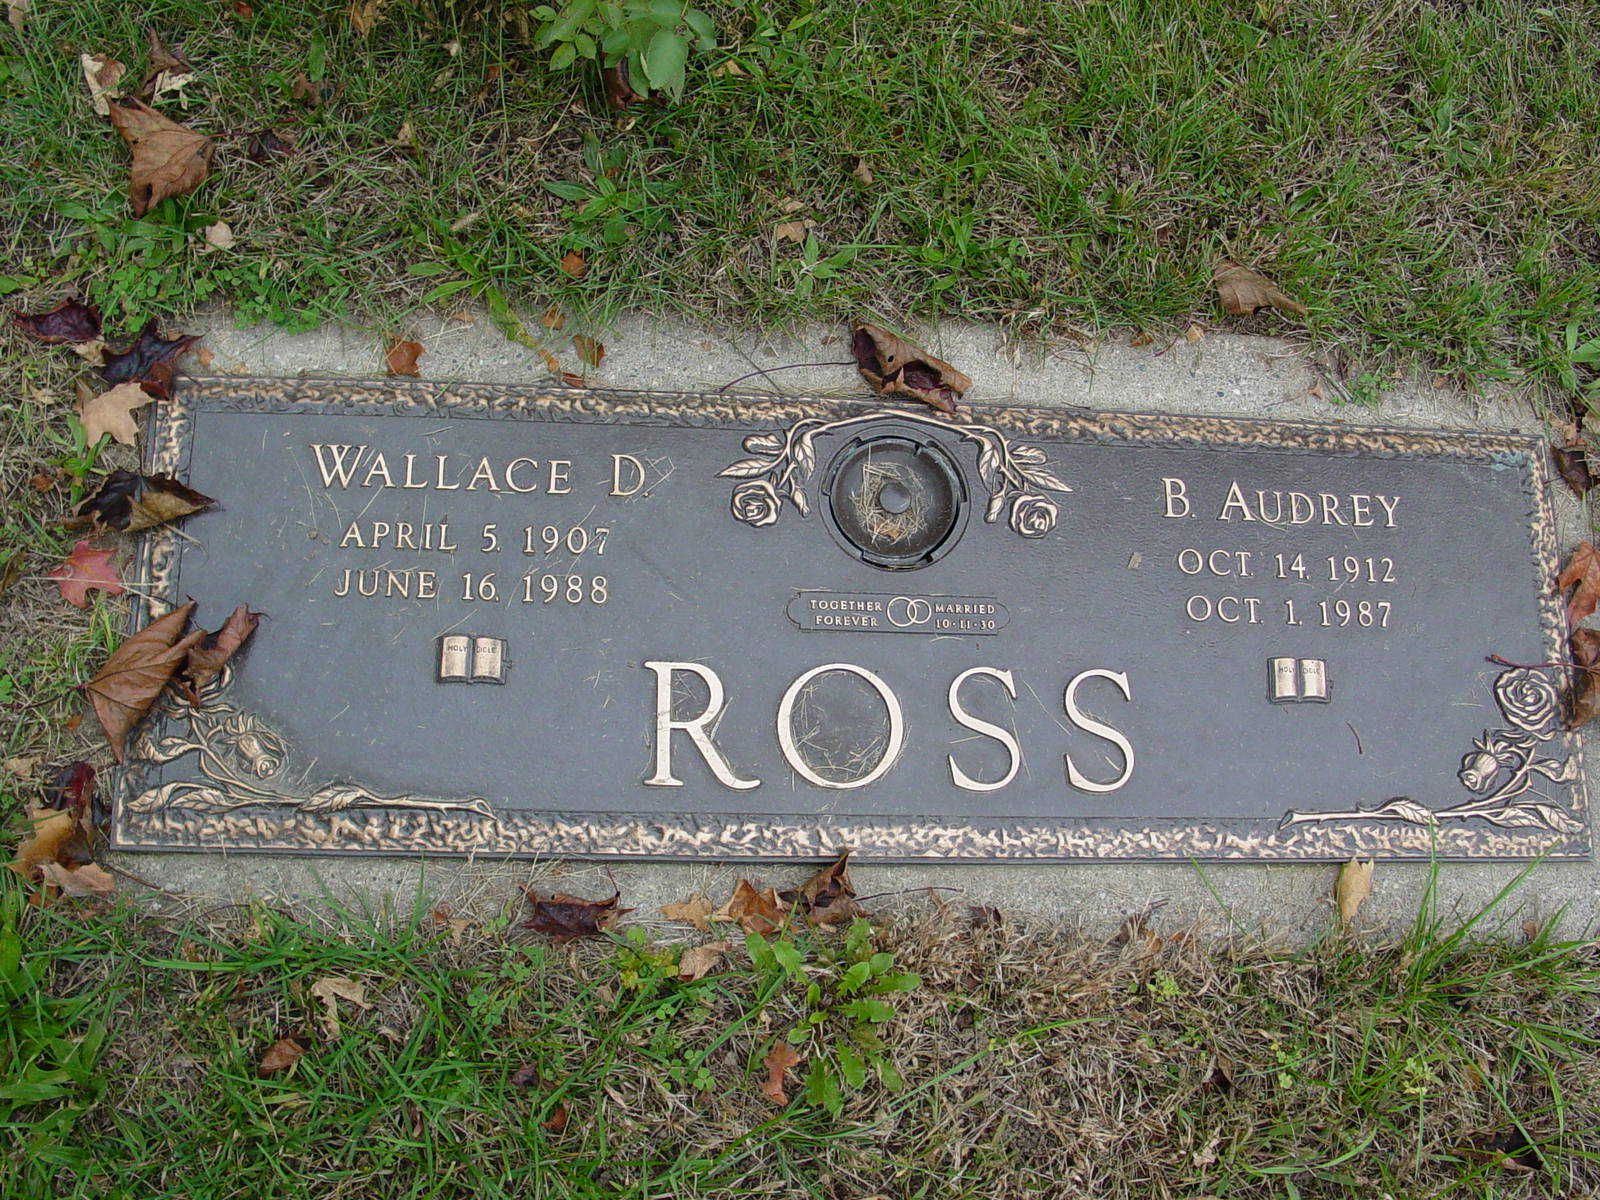 WALLACE D.
APRIL 5, 1907
JUNE 16, 1988
HOLY BIBLE
TOGETHER FOREVER
MARRIED 10-11-30
B. AUDREY
OCT. 14, 1912
OCT. 1, 1987
HOLY BIBLE
ROSS